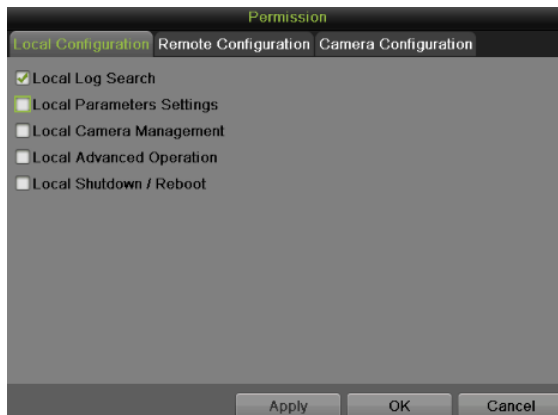 Permission
Local Configuration Remote Configuration Camera Configuration
Local Log Search
Local Parameters Settings
Local Camera Management
Local Advanced Operation
Local Shutdown / Reboot
Apply OK Cancel